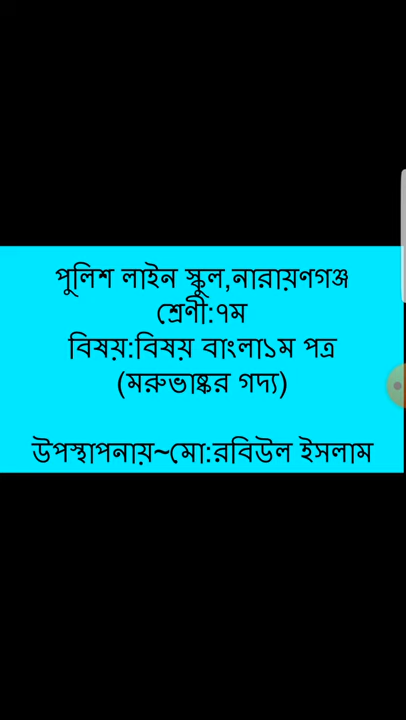 পুলিশ লাইন স্কুল,নারায়ণগঞ্জ
শ্রেণী:৭ম
বিষয়:বিষয় বাংলা১ম পত্র
(মরুভাষ্কর গদ্য)
উপস্থাপনায়~মো:রবিউল ইসলাম